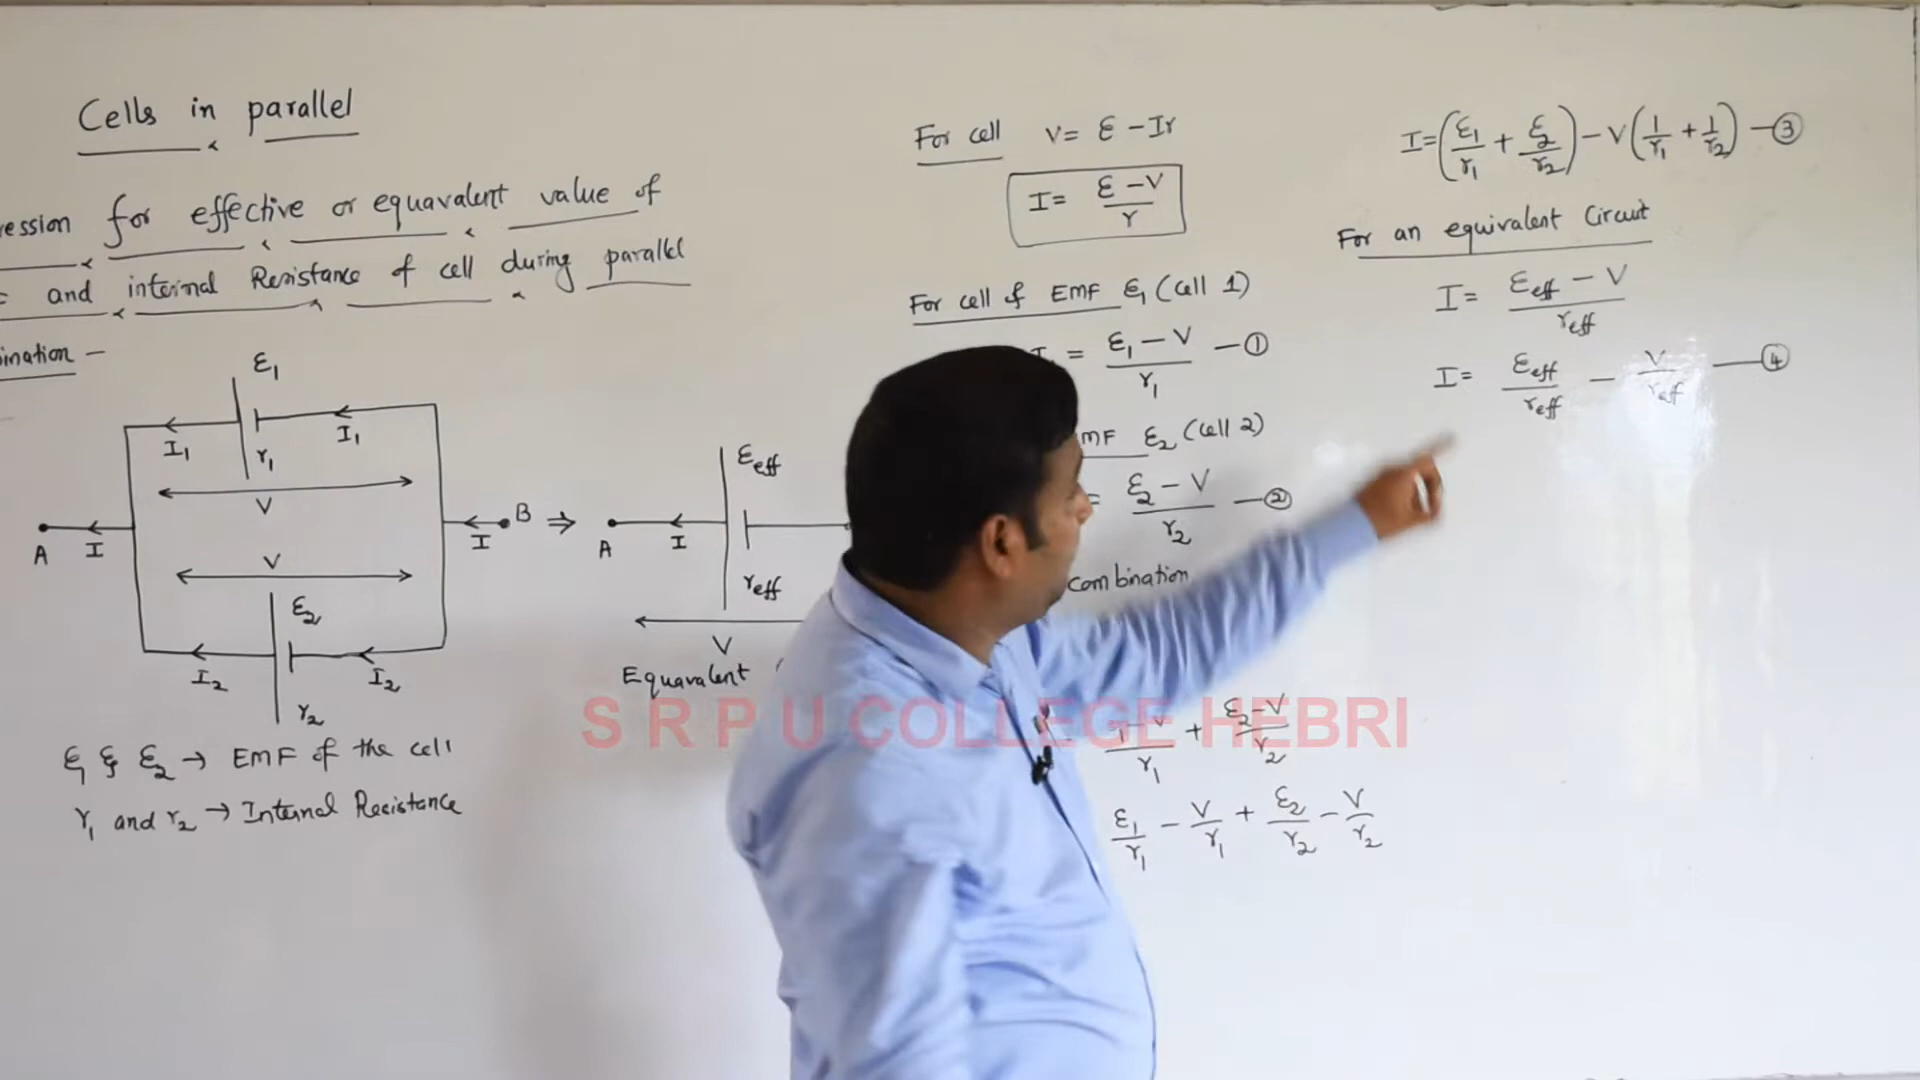 Cells in parallel
ession for effective or equavalent value of
and internal Resistance of cell during parallel
ination -
ε₁
I₁
I₁
r₁
V
A
I
I
B
⇒
V
ε₂
I₂
I₂
r₂
ε₁ & ε₂ → EMF of the cell
r₁ and r₂ → Internal Resistance
εeff
A
I
reff
V
Equavalent
For cell V = ε - Ir
I = (ε - V)/r
For cell of EMF ε₁ (cell 1)
= (ε₁ - V)/r₁ - ①
MF ε₂ (cell 2)
= (ε₂ - V)/r₂ - ②
combination
- V/r₁ + (ε₂-V)/r₂
ε₁/r₁ - V/r₁ + ε₂/r₂ - V/r₂
I = (ε₁/r₁ + ε₂/r₂) - V(1/r₁ + 1/r₂) - ③
For an equivalent Circuit
I = (εeff - V)/reff
I = εeff/reff - V/reff - ④
S R P U COLLEGE HEBRI